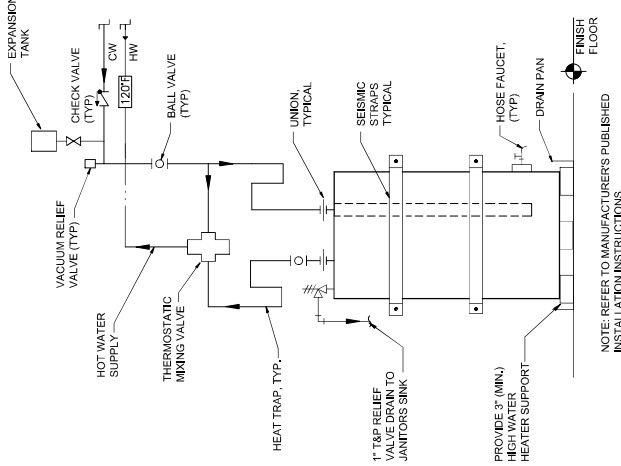 EXPANSION
TANK
CHECK VALVE
(TYP)
CW
HW
120°F
BALL VALVE
(TYP)
VACUUM RELIEF
VALVE (TYP)
HOT WATER
SUPPLY
THERMOSTATIC
MIXING VALVE
HEAT TRAP, TYP.
UNION,
TYPICAL
SEISMIC
STRAPS
TYPICAL
HOSE FAUCET,
(TYP)
FINISH
FLOOR
DRAIN PAN
1" T&P RELIEF
VALVE DRAIN TO
JANITORS SINK
PROVIDE 3" (MIN.)
HIGH WATER
HEATER SUPPORT
NOTE: REFER TO MANUFACTURER'S PUBLISHED
INSTALLATION INSTRUCTIONS